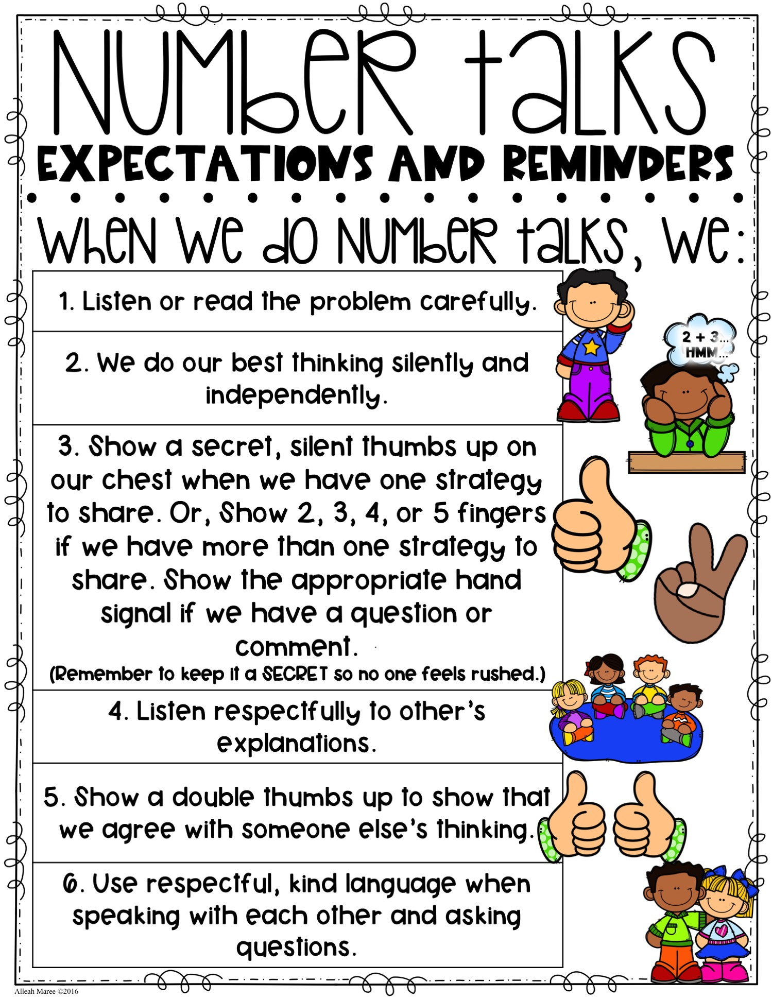 NUMbER taLKS
EXPECTATIONS AND REMINDERS
WheN We dO NUMbER taLKS, We:
1. Listen or read the problem carefully.
2 + 3...
HMM...
2. We do our best thinking silently and
independently.
3. Show a secret, silent thumbs up on
our chest when we have one strategy
to share. Or, Show 2, 3, 4, or 5 fingers
if we have more than one strategy to
share. Show the appropriate hand
signal if we have a question or
comment.
(Remember to keep it a SECRET so no one feels rushed.)
4. Listen respectfully to other's
explanations.
5. Show a double thumbs up to show that
we agree with someone else's thinking.
6. Use respectful, kind language when
speaking with each other and asking
questions.
Alleah Maree ©2016